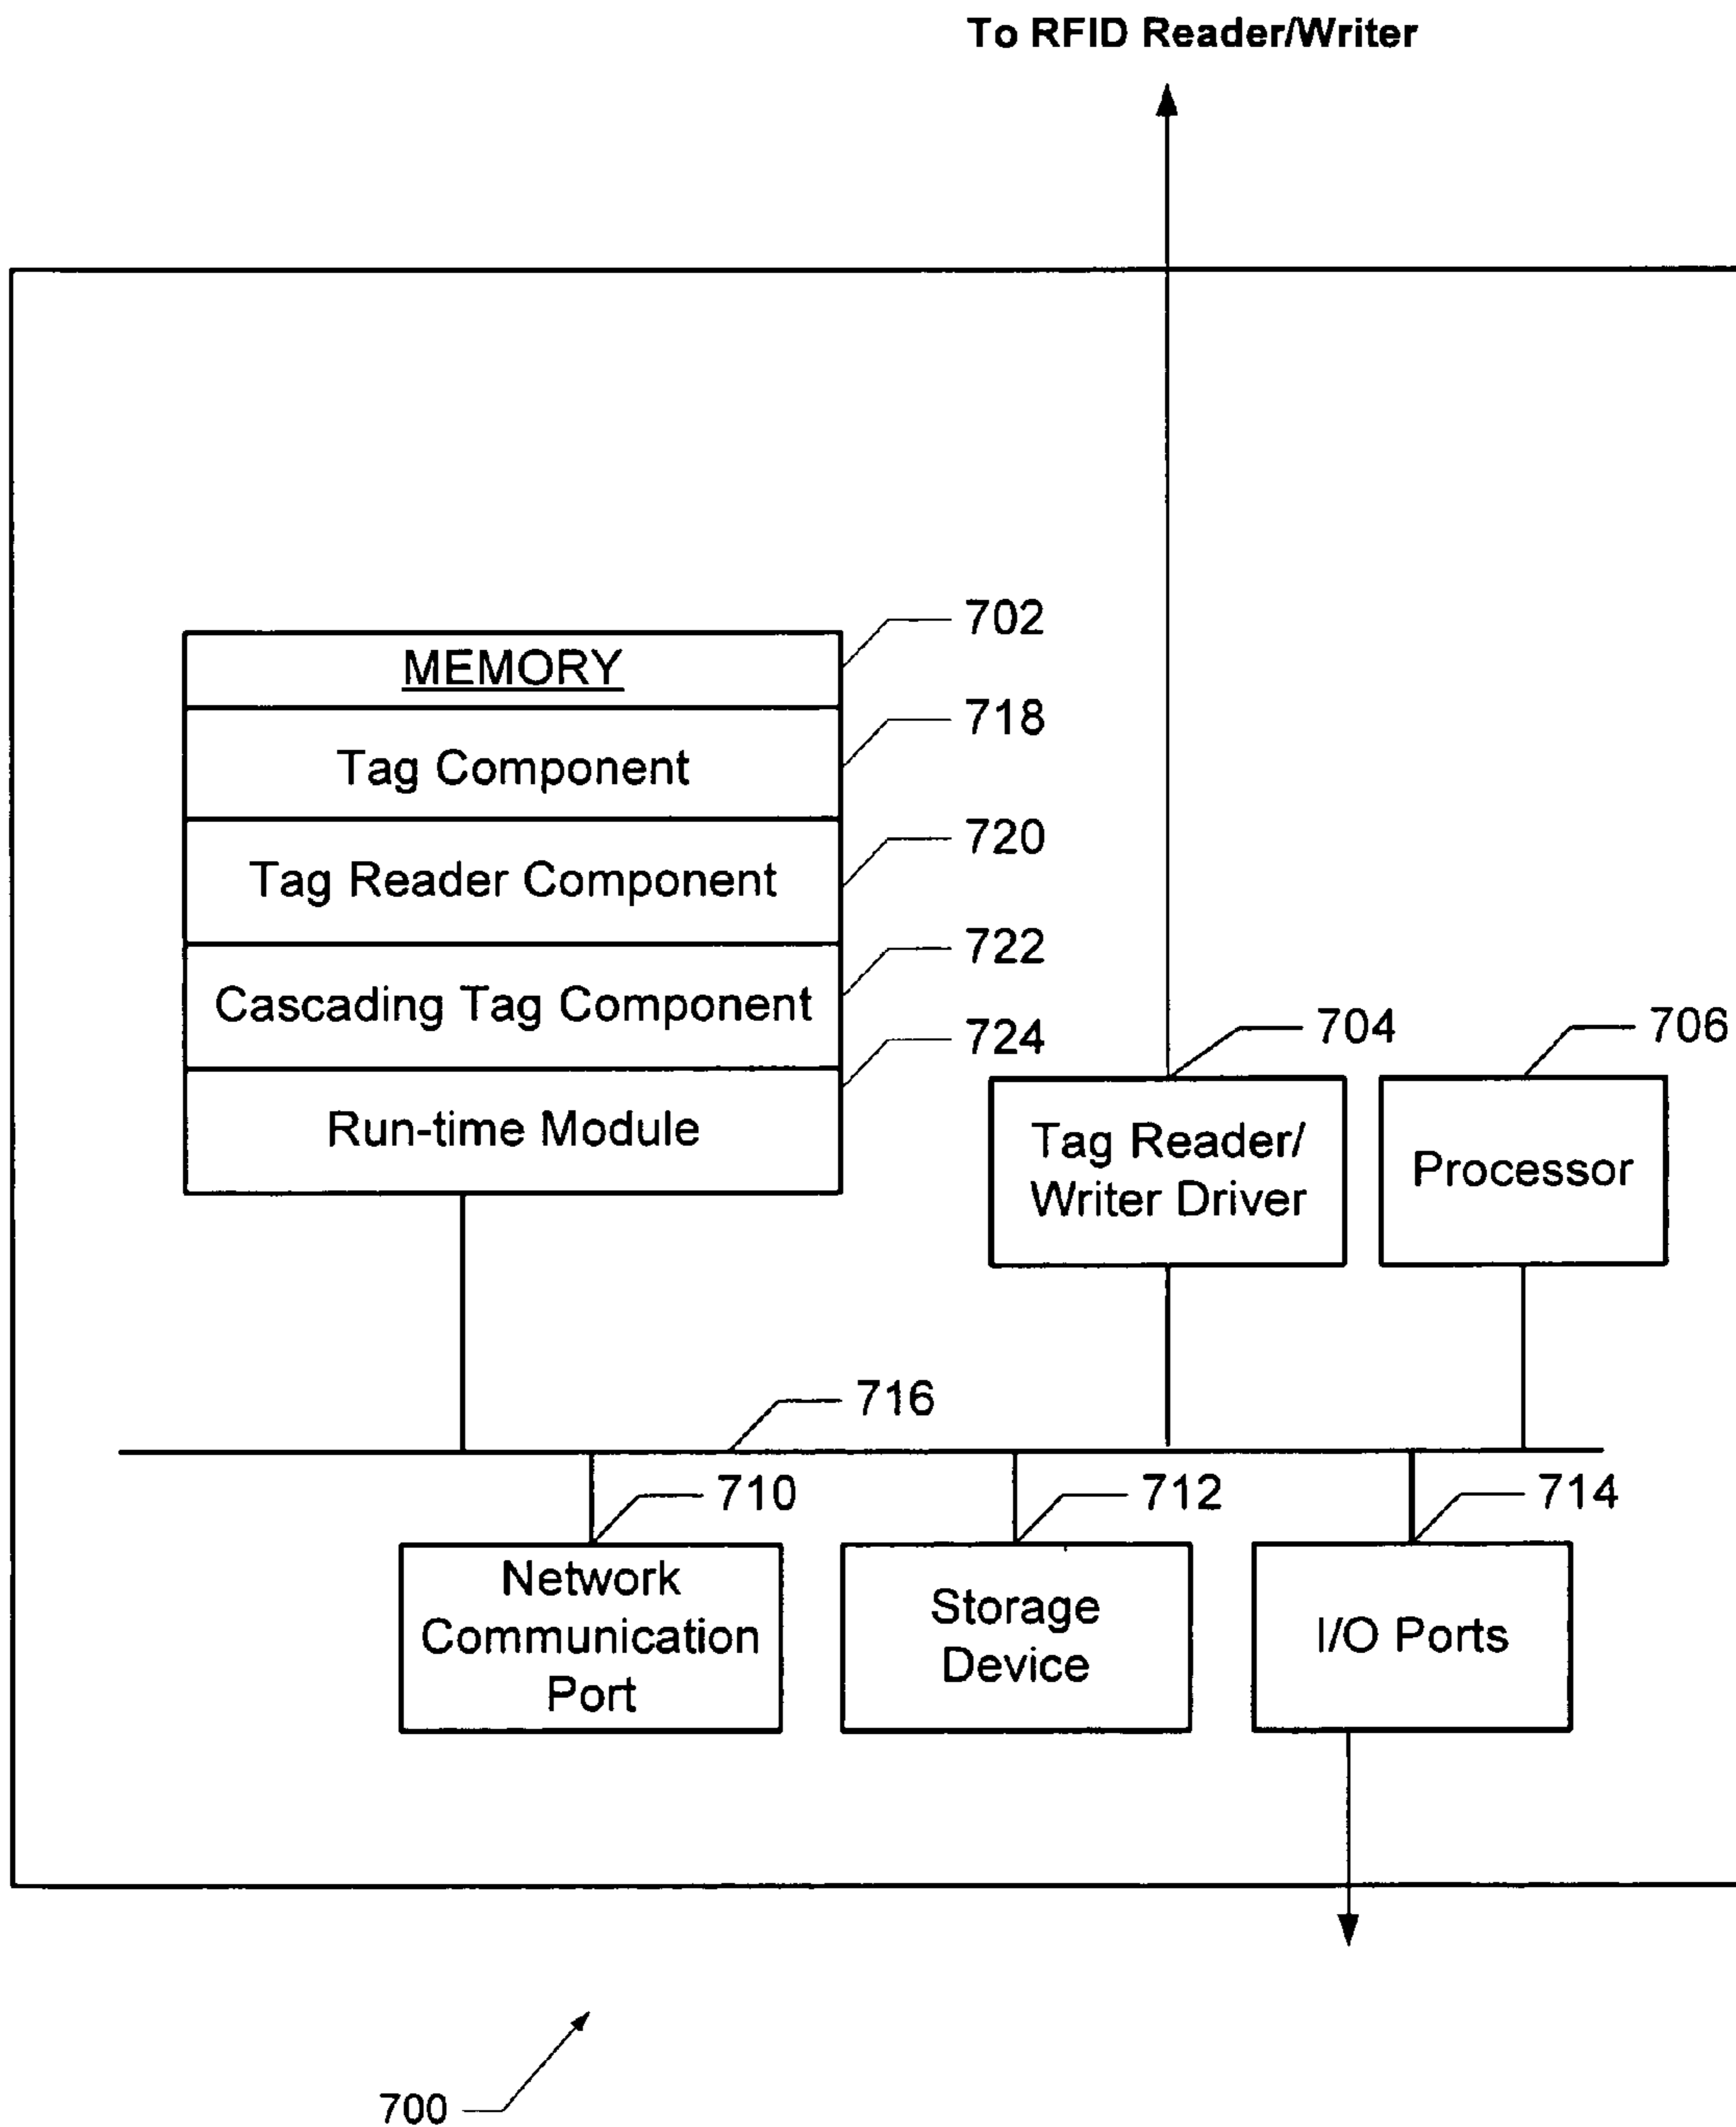 To RFID Reader/Writer
702
MEMORY
718
Tag Component
720
Tag Reader Component
722
Cascading Tag Component
724
Run-time Module
704
706
Tag Reader/
Writer Driver
Processor
716
710
712
714
Network
Communication
Port
Storage
Device
I/O Ports
700